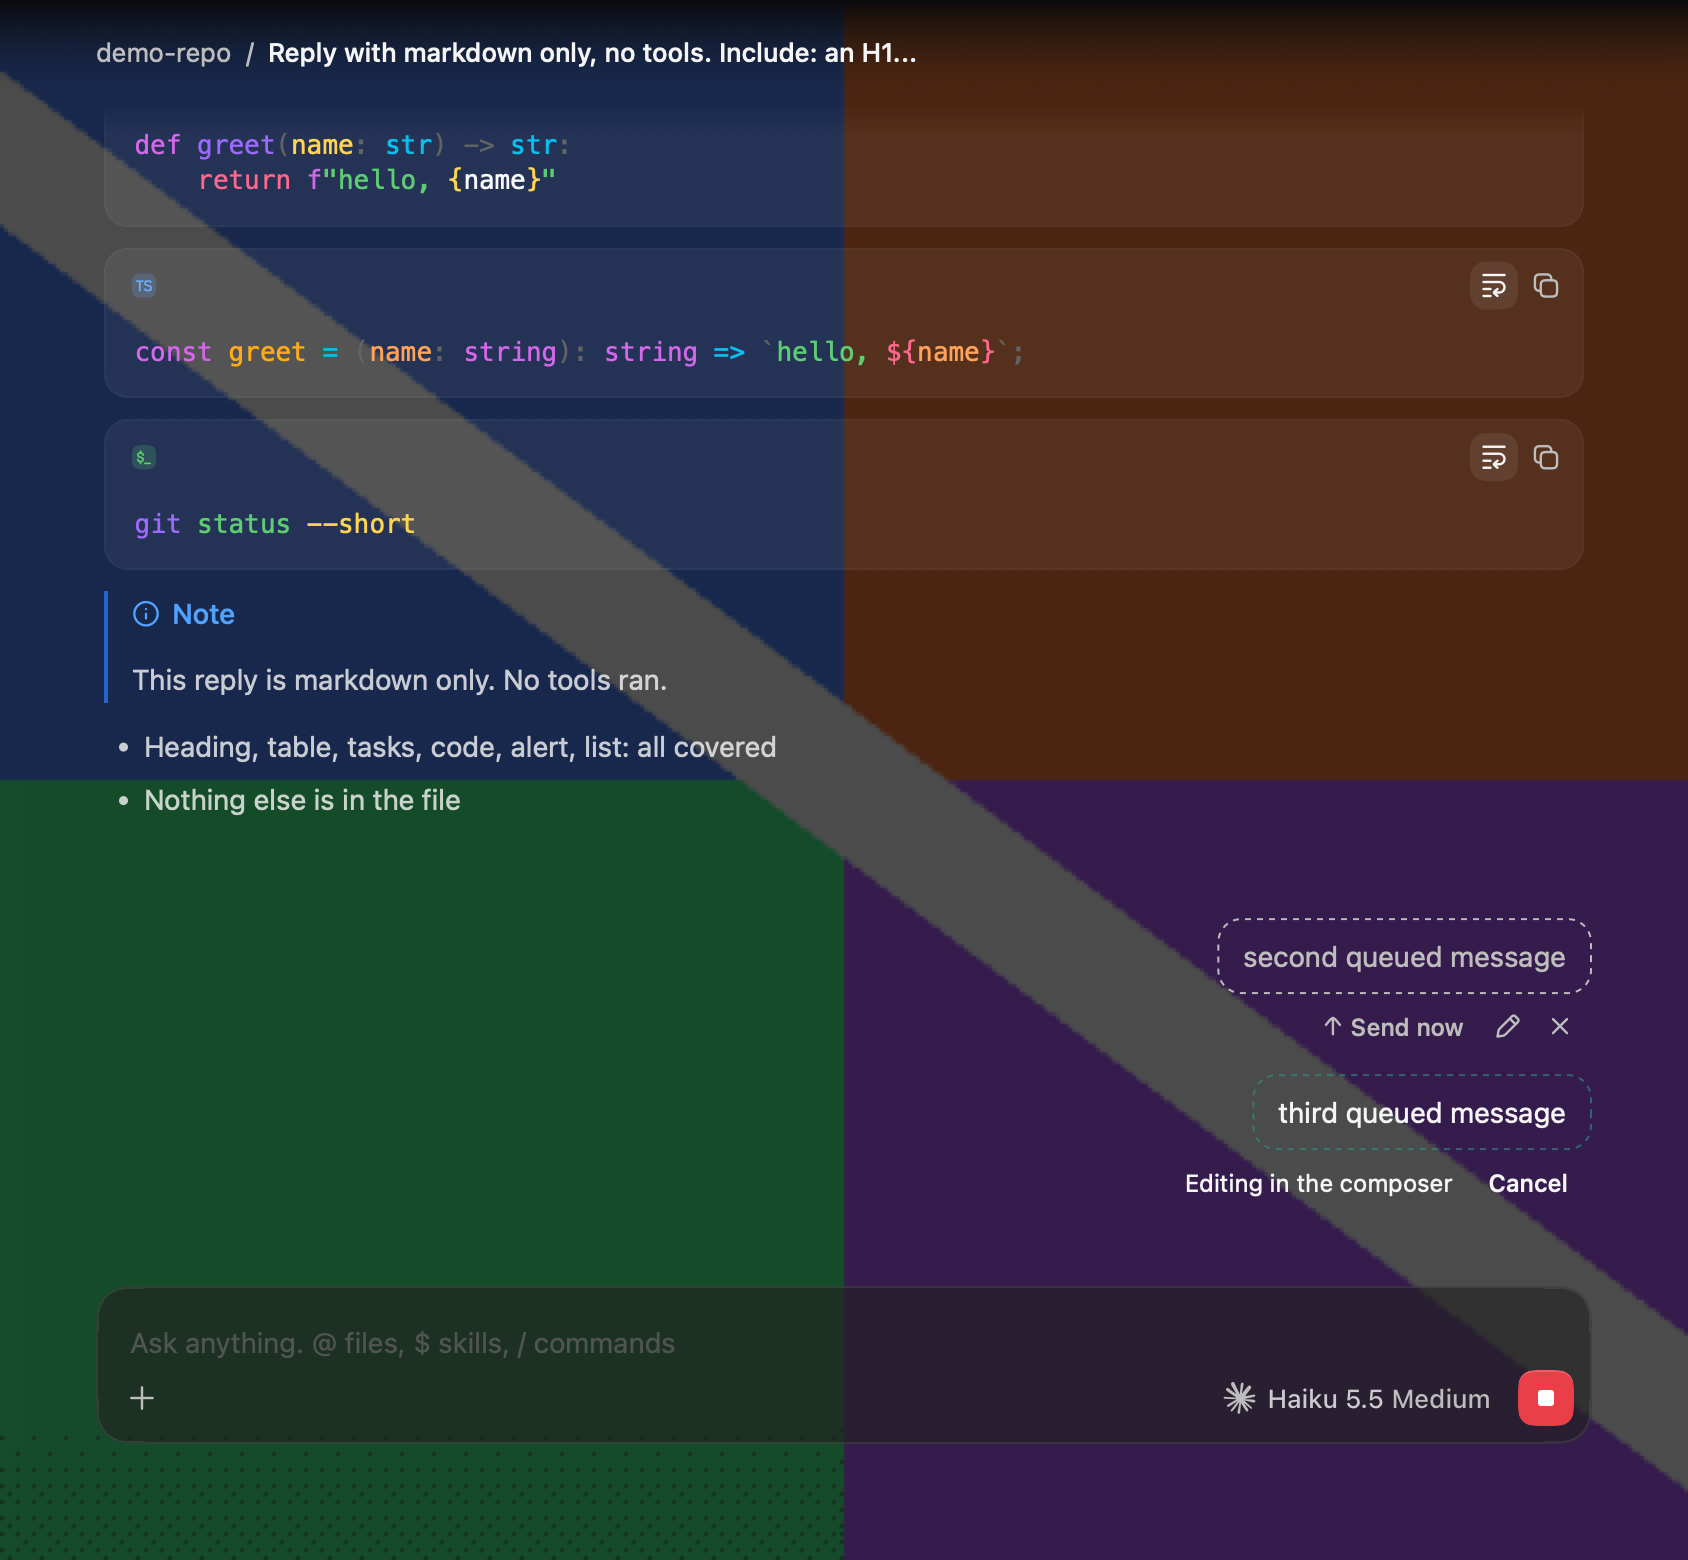 demo-repo / Reply with markdown only, no tools. Include: an H1...
def greet(name: str) -> str:
    return f"hello, {name}"
TS
const greet = (name: string): string => `hello, ${name}`;
$_
git status --short
Note
This reply is markdown only. No tools ran.
• Heading, table, tasks, code, alert, list: all covered
• Nothing else is in the file
second queued message
Send now
third queued message
Editing in the composer Cancel
Ask anything. @ files, $ skills, / commands
Haiku 5.5 Medium